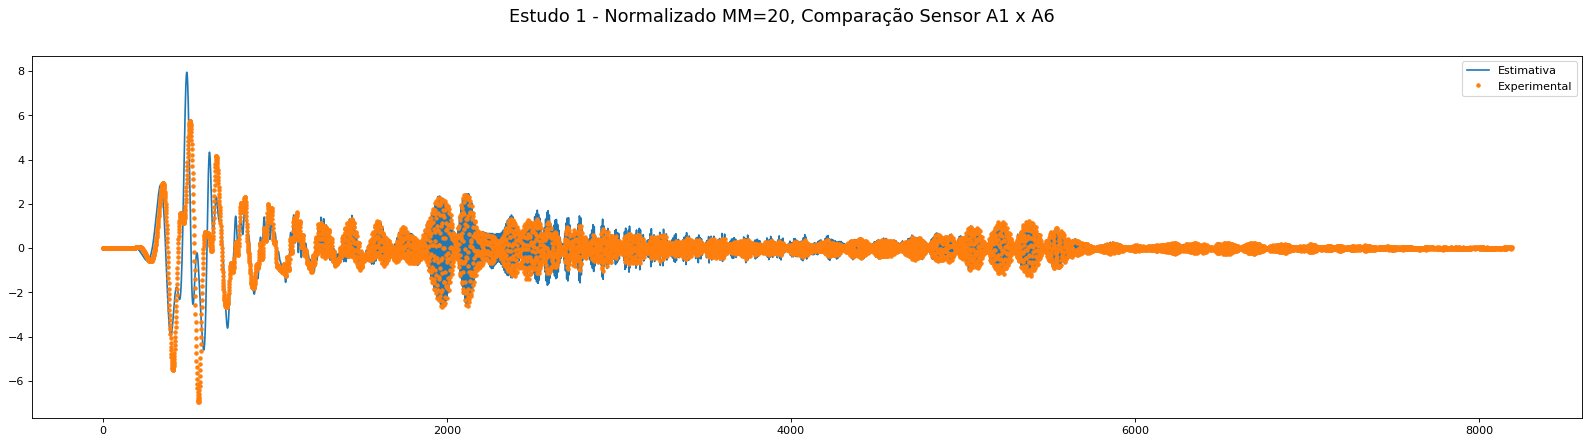 Estudo 1 - Normalizado MM=20, Comparação Sensor A1 x A6
Estimativa
Experimental
8
6
4
2
0
−2
−4
−6
0 2000 4000 6000 8000